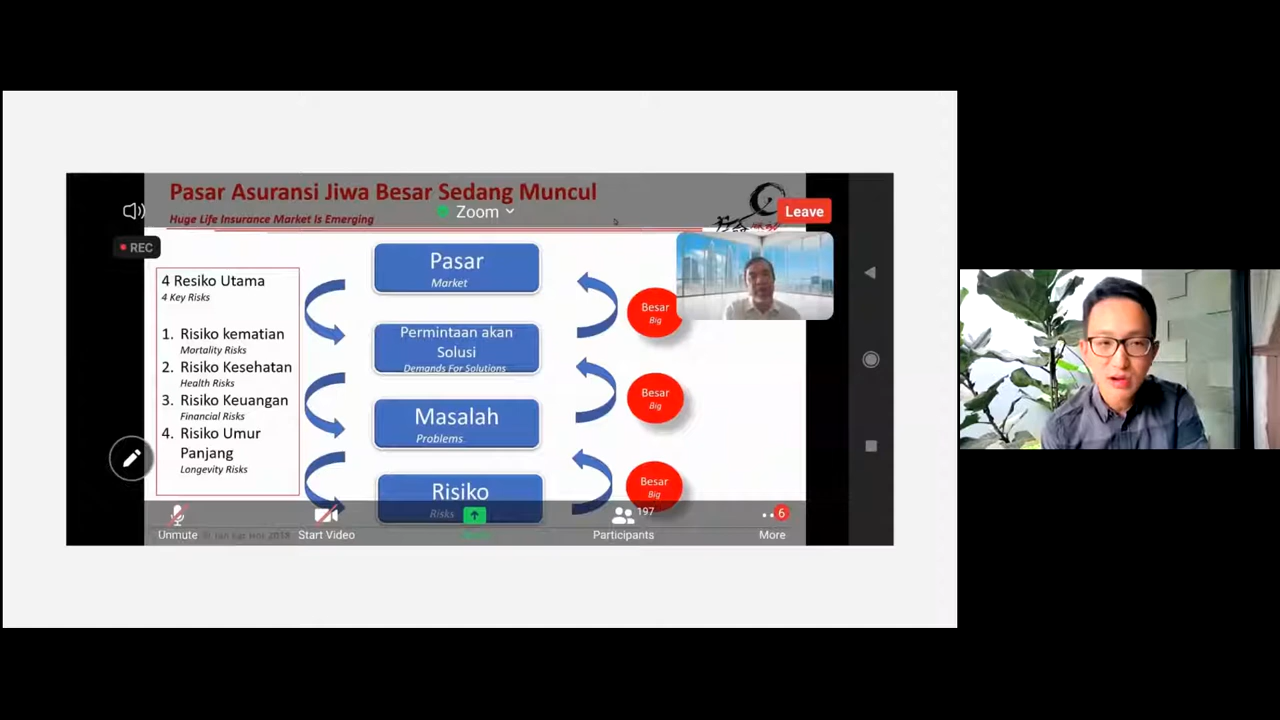 Pasar Asuransi Jiwa Besar Sedang Muncul
Huge Life Insurance Market Is Emerging
Zoom
Leave
REC
4 Resiko Utama
4 Key Risks
1. Risiko kematian
Mortality Risks
2. Risiko Kesehatan
Health Risks
3. Risiko Keuangan
Financial Risks
4. Risiko Umur
Panjang
Longevity Risks
Pasar
Market
Permintaan akan
Solusi
Demands For Solutions
Masalah
Problems
Risiko
Risks
Besar
Big
Besar
Big
Besar
Big
Unmute
Start Video
197
Participants
6
More